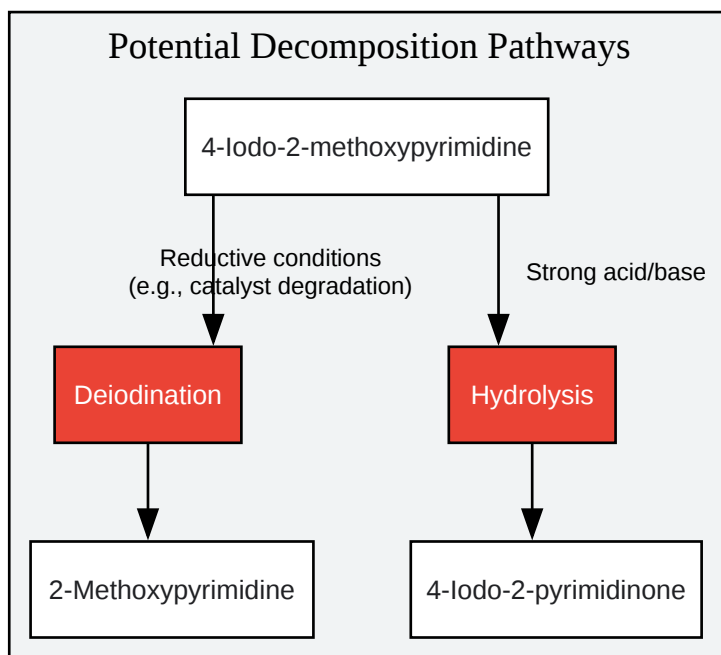 Potential Decomposition Pathways
4-Iodo-2-methoxypyrimidine
Reductive conditions
(e.g., catalyst degradation)
Strong acid/base
Deiodination
Hydrolysis
2-Methoxypyrimidine
4-Iodo-2-pyrimidinone